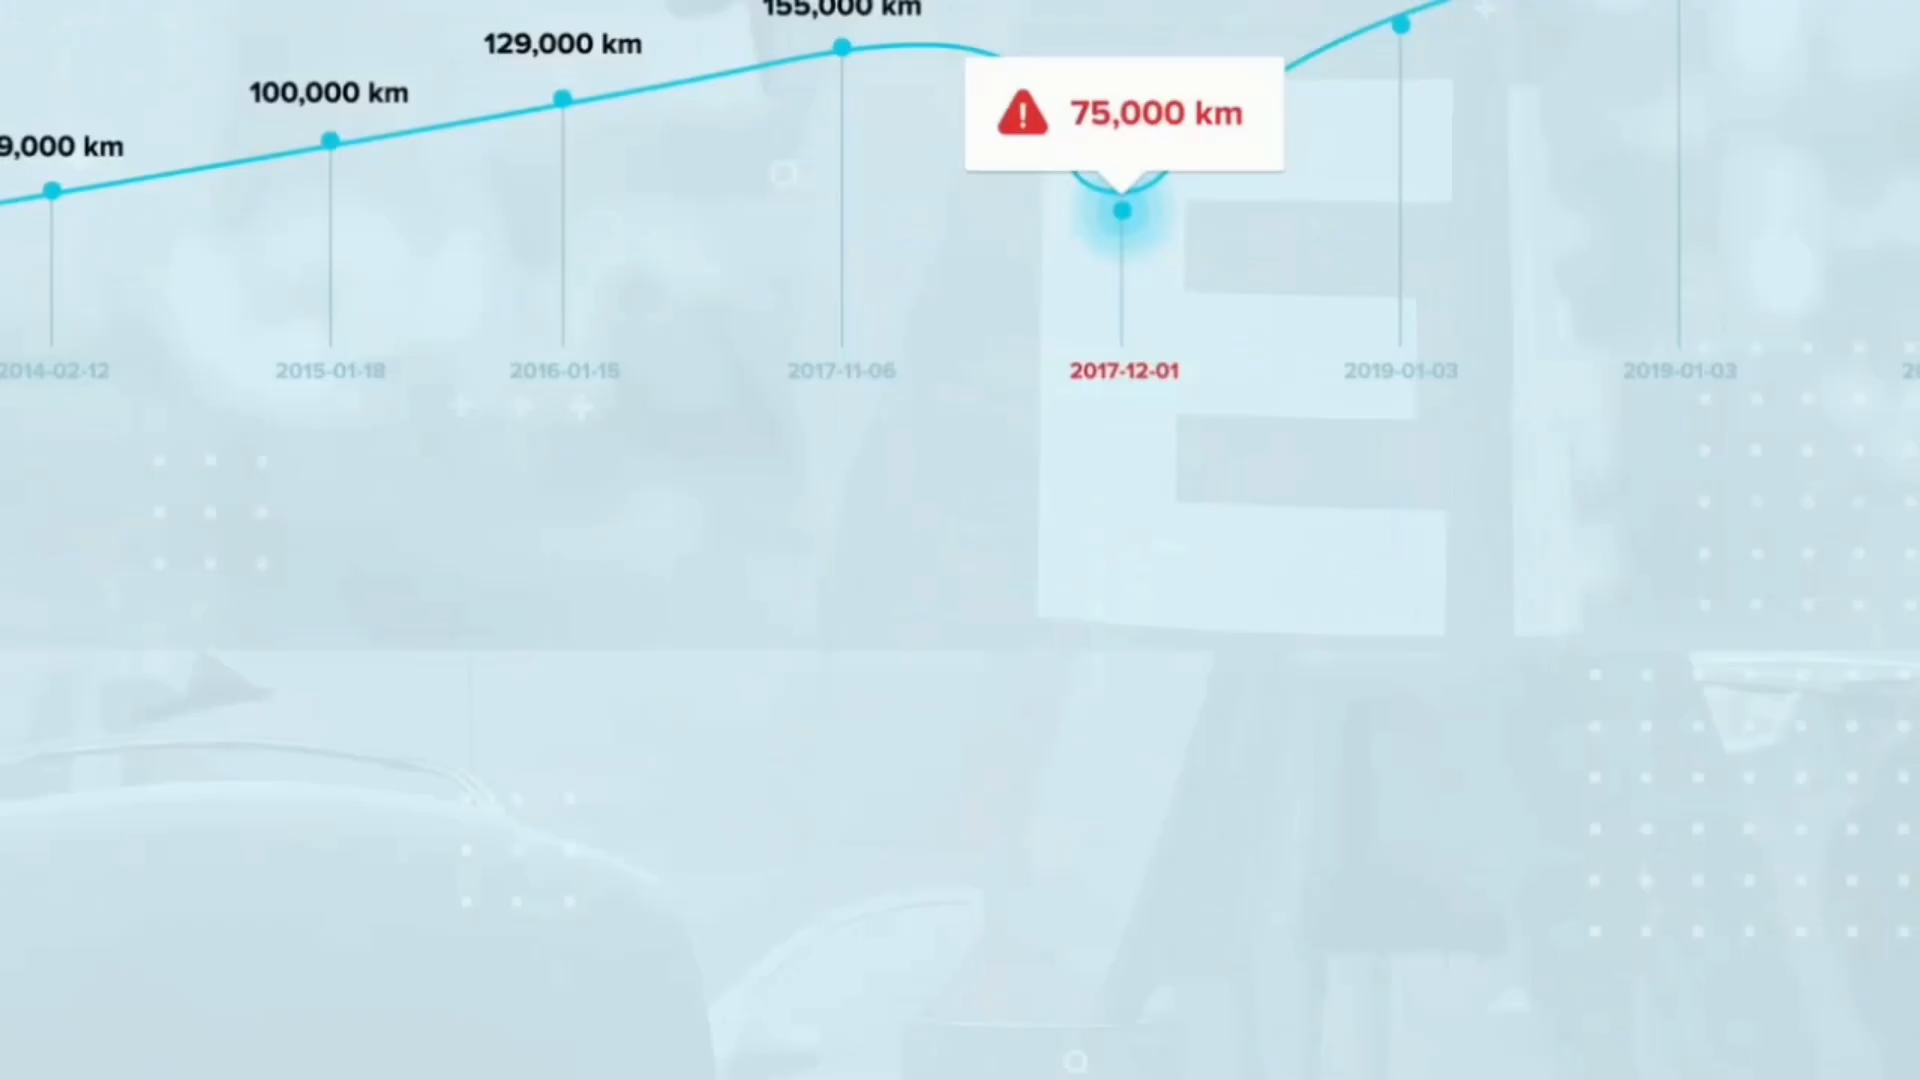 155,000 km
129,000 km
100,000 km
75,000 km
9,000 km
2014-02-12
2015-01-18
2016-01-15
2017-11-06
2017-12-01
2019-01-03
2019-01-03